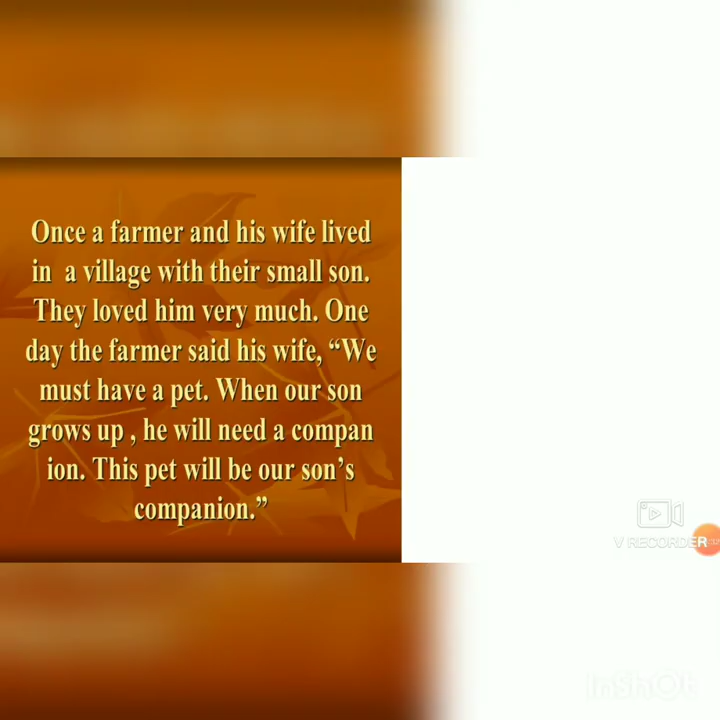 Once a farmer and his wife lived
in a village with their small son.
They loved him very much. One
day the farmer said his wife, “We
must have a pet. When our son
grows up , he will need a compan
ion. This pet will be our son’s
companion.”
V RECORDER
InShOt